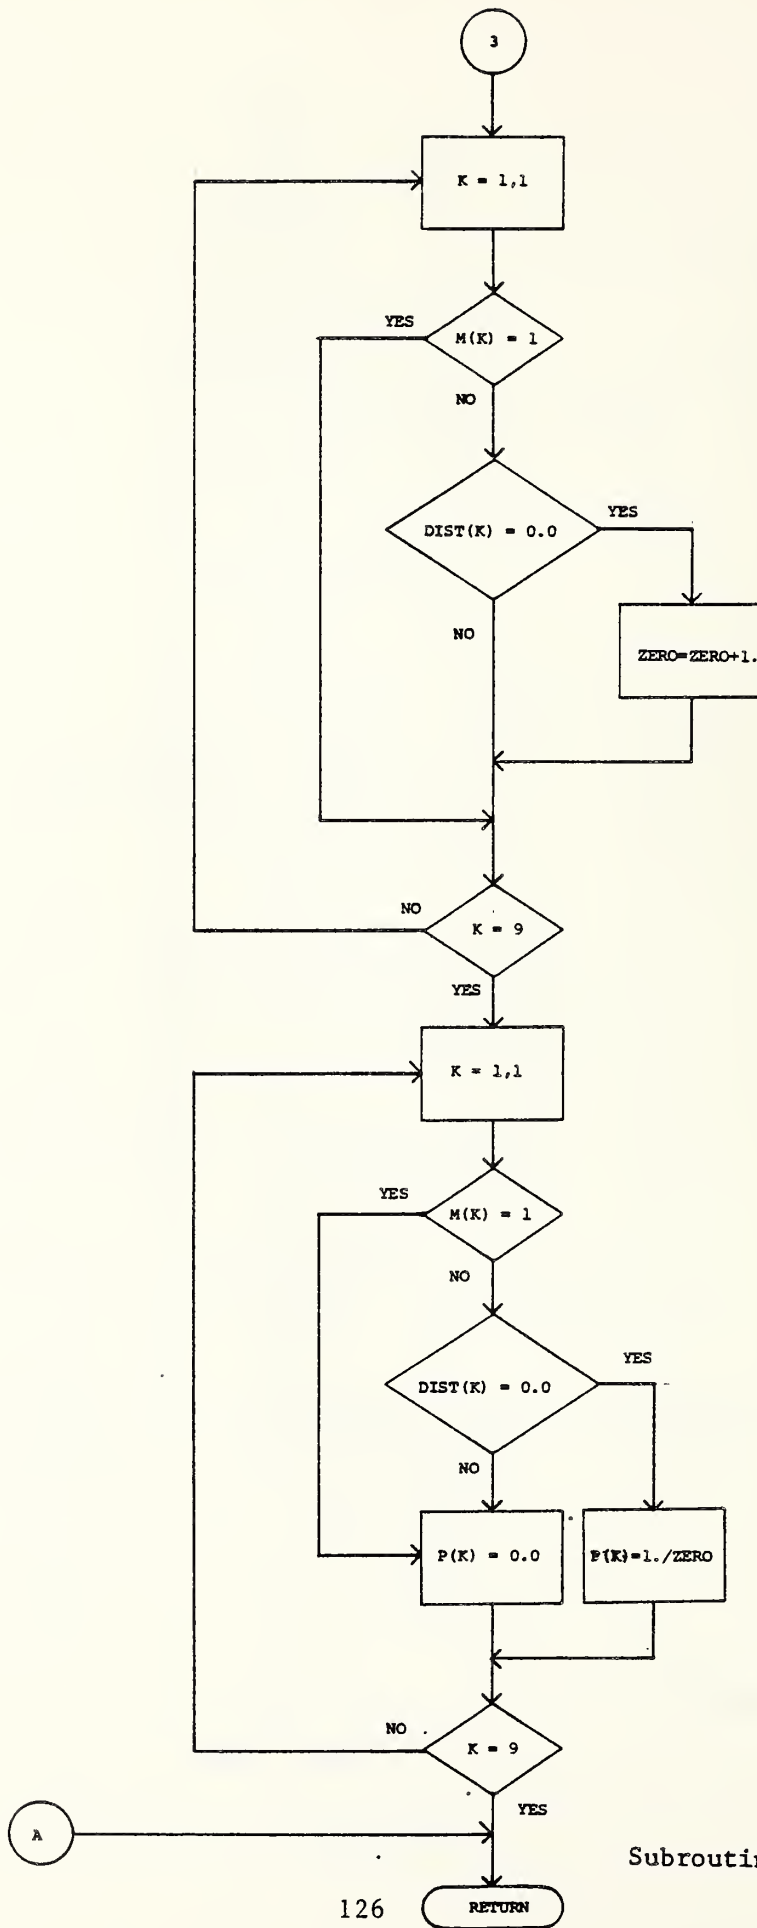 3
K = 1,1
YES
M(K) = 1
NO
DIST(K) = 0.0
YES
NO
ZERO=ZERO+1.
NO
K = 9
YES
K = 1,1
YES
M(K) = 1
NO
DIST(K) = 0.0
YES
NO
P(K) = 0.0
P(K)=1./ZERO
NO
K = 9
YES
A
126
RETURN